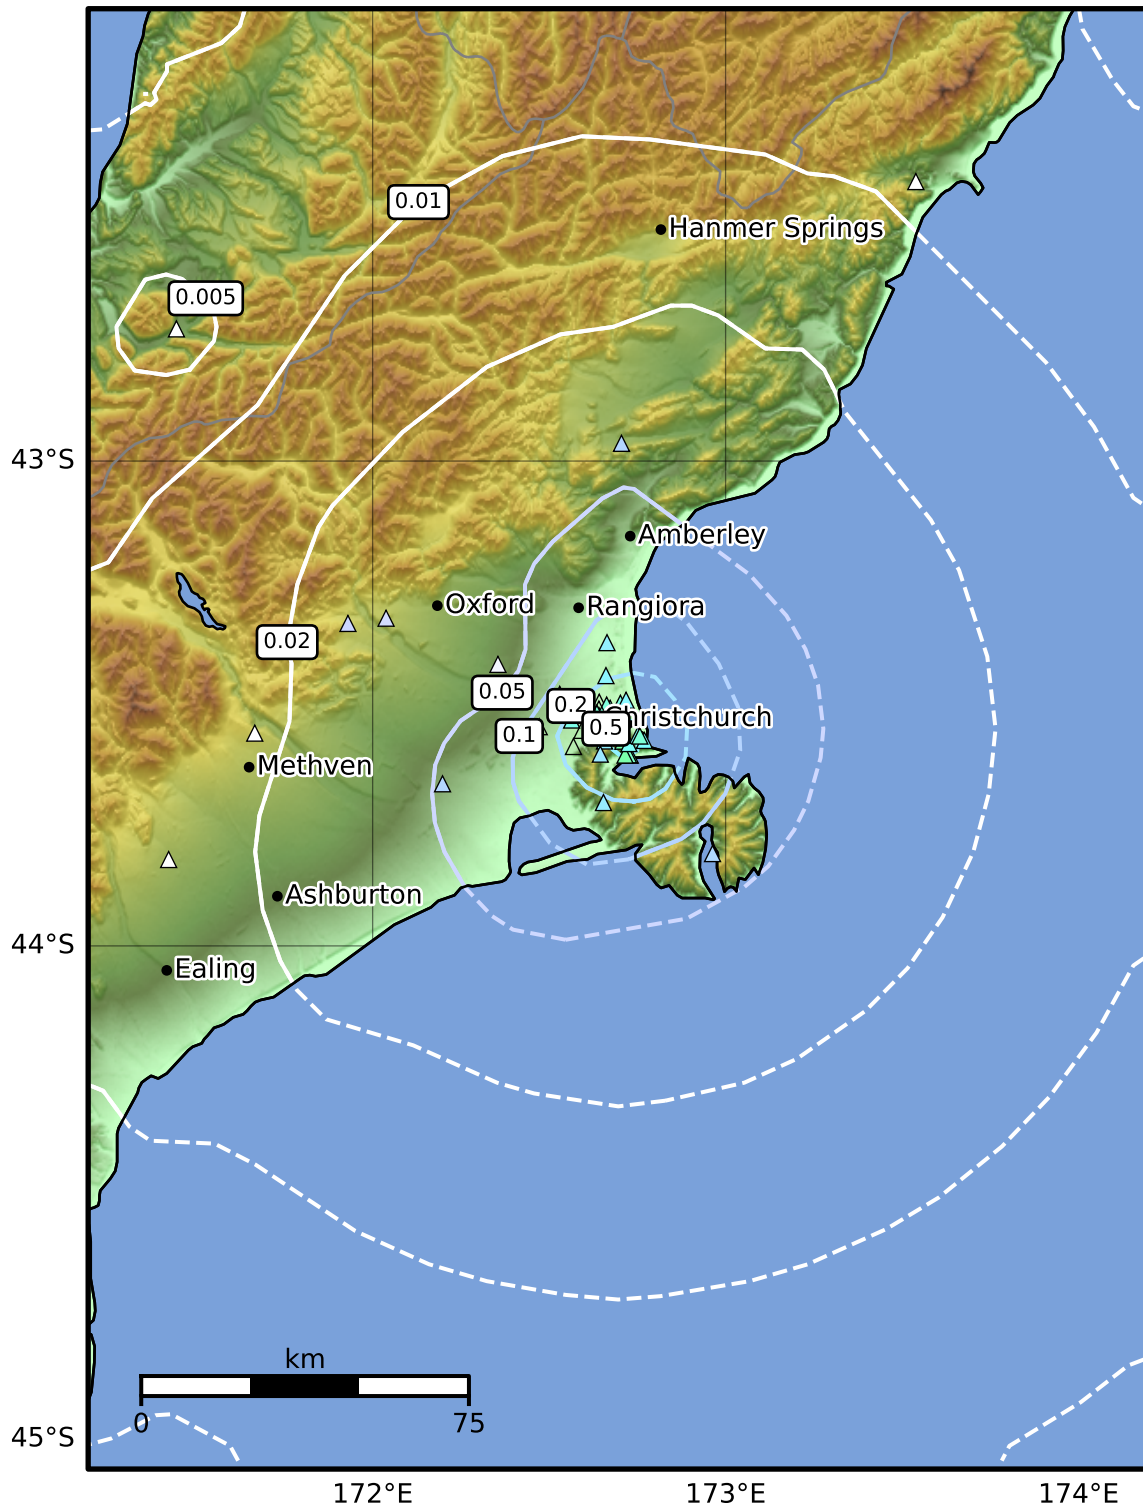 0.01
Hanmer Springs
0.005
43°S
Amberley
Oxford
Rangiora
0.02
0.05
0.2
Christchurch
0.5
0.1
Methven
Ashburton
44°S
Ealing
km
0
75
45°S
172°E
173°E
174°E